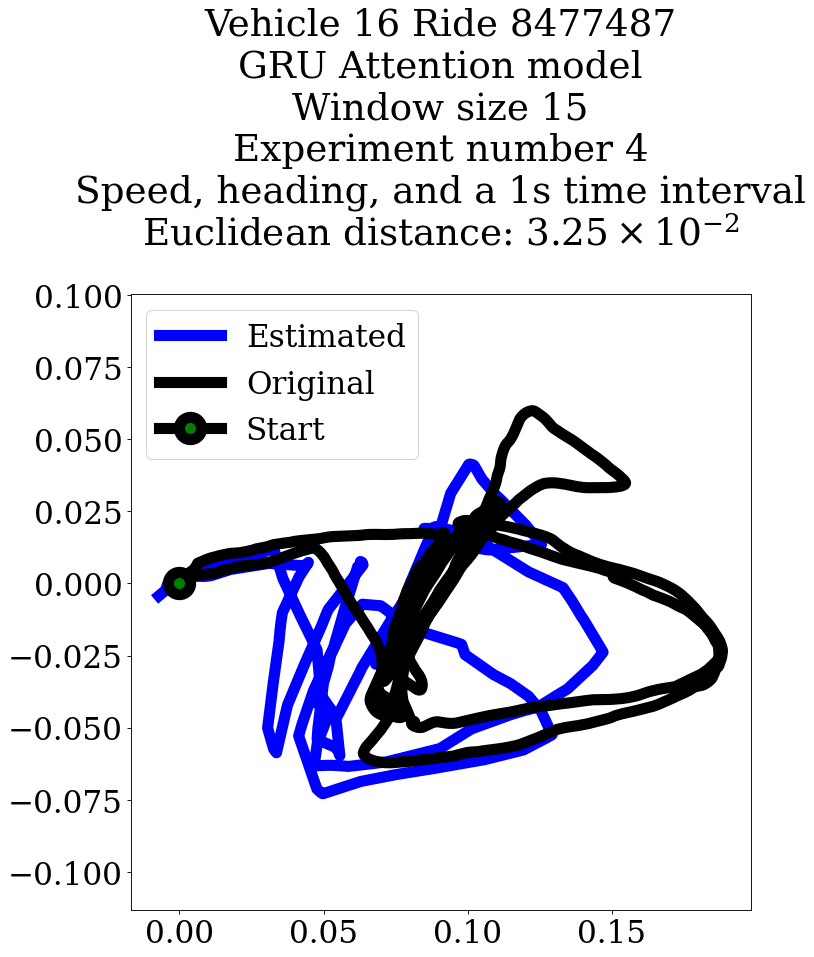 Vehicle 16 Ride 8477487
GRU Attention model
Window size 15
Experiment number 4
Speed, heading, and a 1s time interval
Euclidean distance: 3.25 × 10⁻²
0.100
0.075
0.050
0.025
0.000
−0.025
−0.050
−0.075
−0.100
Estimated
Original
Start
0.00 0.05 0.10 0.15